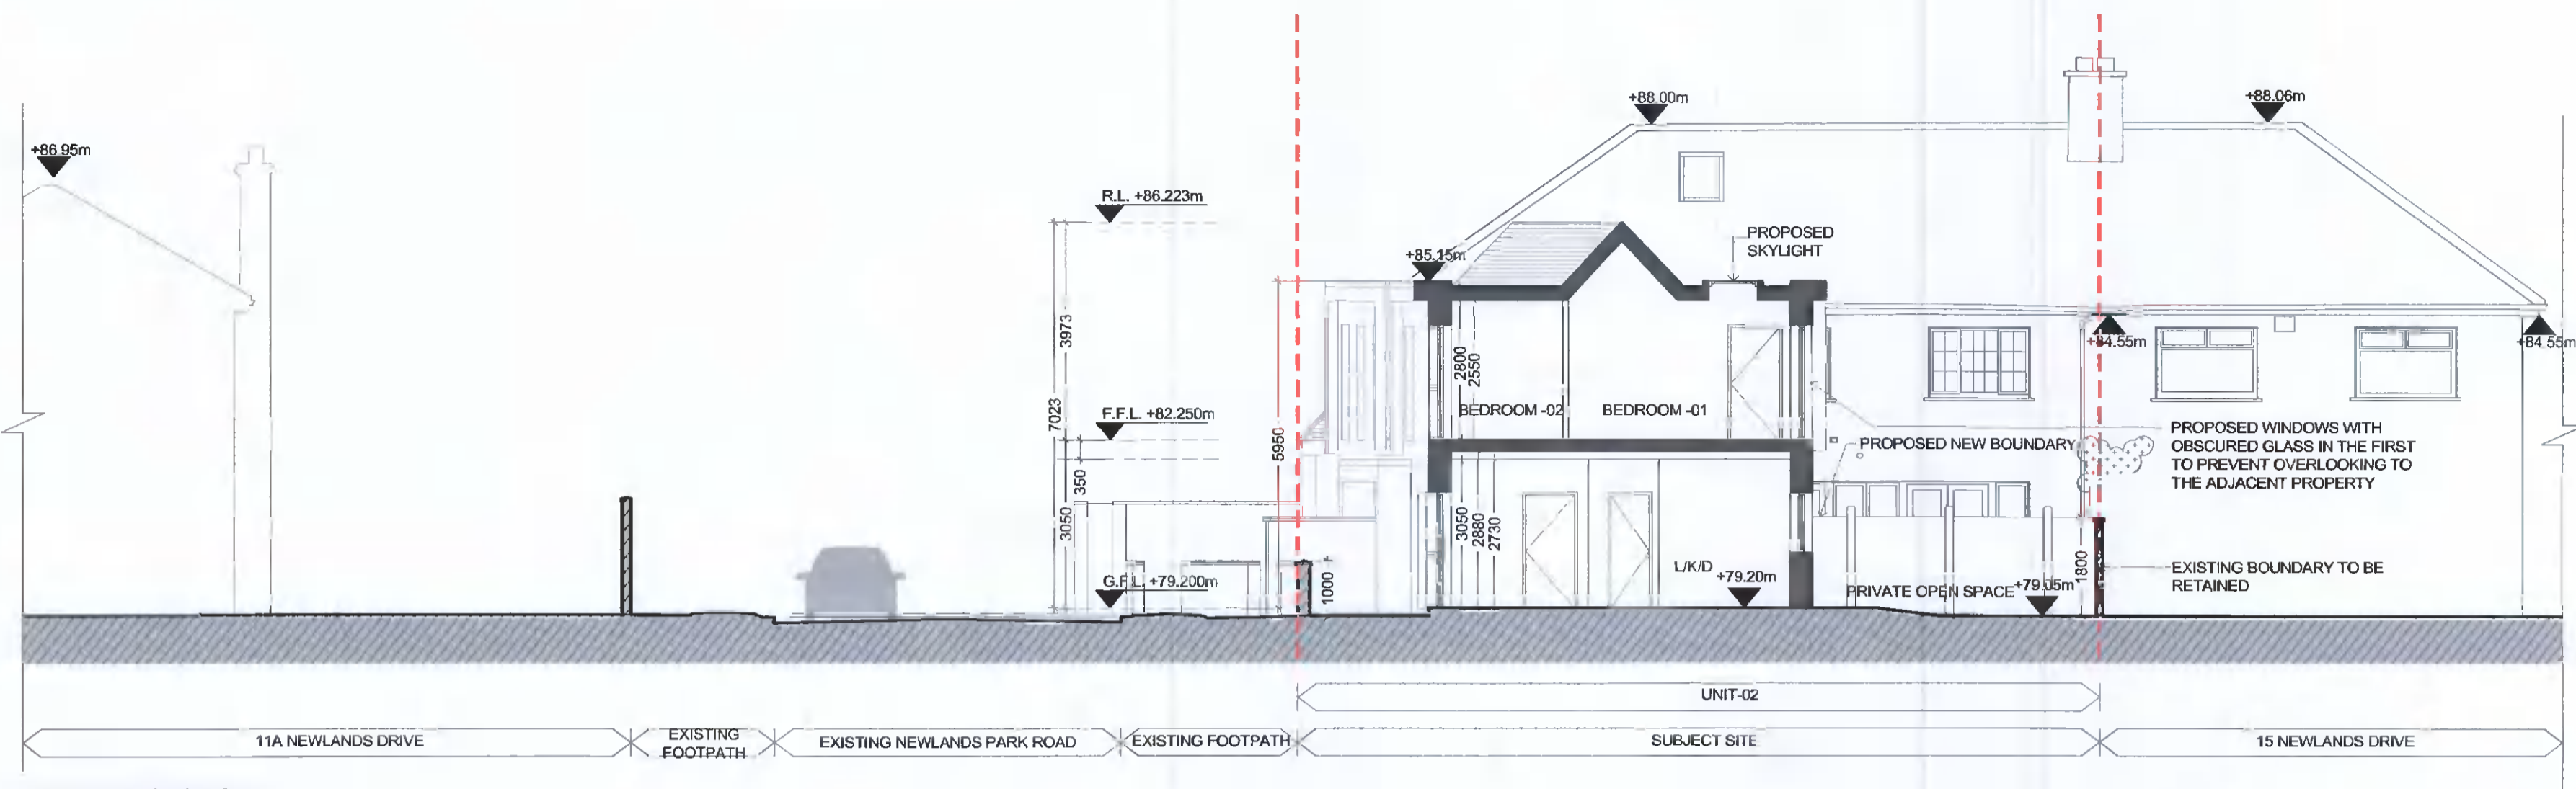 +88.00m
+88.06m
+86.95m
R.L. +86.223m
PROPOSED
SKYLIGHT
+85.15m
3973
+84.55m
+84.55m
2800
2550
7023
F.F.L. +82.250m
BEDROOM -02
BEDROOM -01
5950
PROPOSED NEW BOUNDARY
PROPOSED WINDOWS WITH
OBSCURED GLASS IN THE FIRST
TO PREVENT OVERLOOKING TO
THE ADJACENT PROPERTY
350
3050
3050
2880
2730
G.F.L. +79.200m
1000
L/K/D
+79.20m
PRIVATE OPEN SPACE
+79.05m
1800
EXISTING BOUNDARY TO BE
RETAINED
UNIT-02
11A NEWLANDS DRIVE
EXISTING
FOOTPATH
EXISTING NEWLANDS PARK ROAD
EXISTING FOOTPATH
SUBJECT SITE
15 NEWLANDS DRIVE